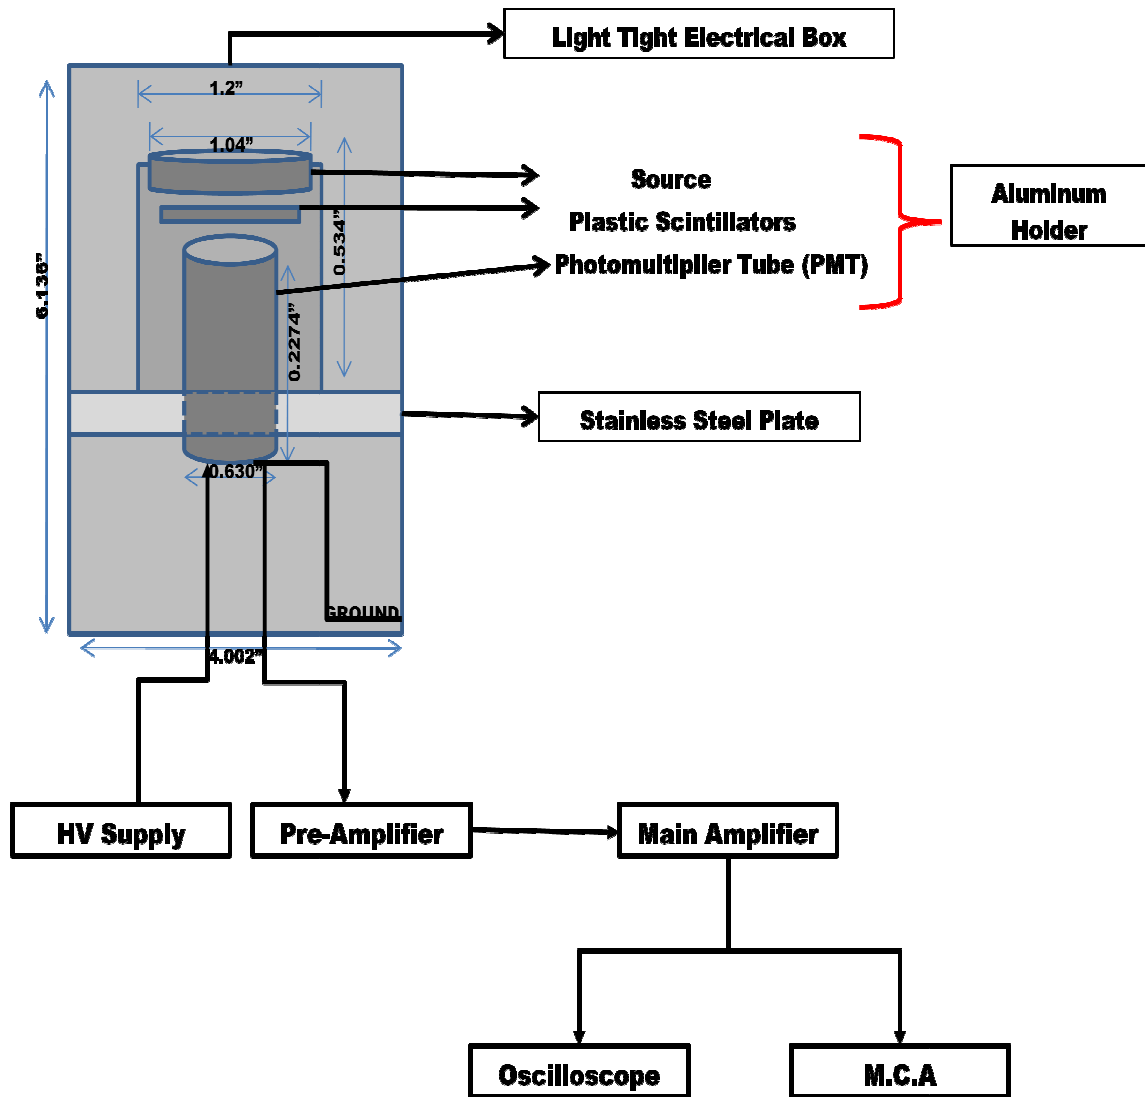 Light Tight Electrical Box
1.2”
1.04”
Source
Plastic Scintillators
Photomultiplier Tube (PMT)
Aluminum
Holder
0.534”
6.136”
0.2274”
Stainless Steel Plate
0.630”
GROUND
4.002”
HV Supply
Pre-Amplifier
Main Amplifier
Oscilloscope
M.C.A